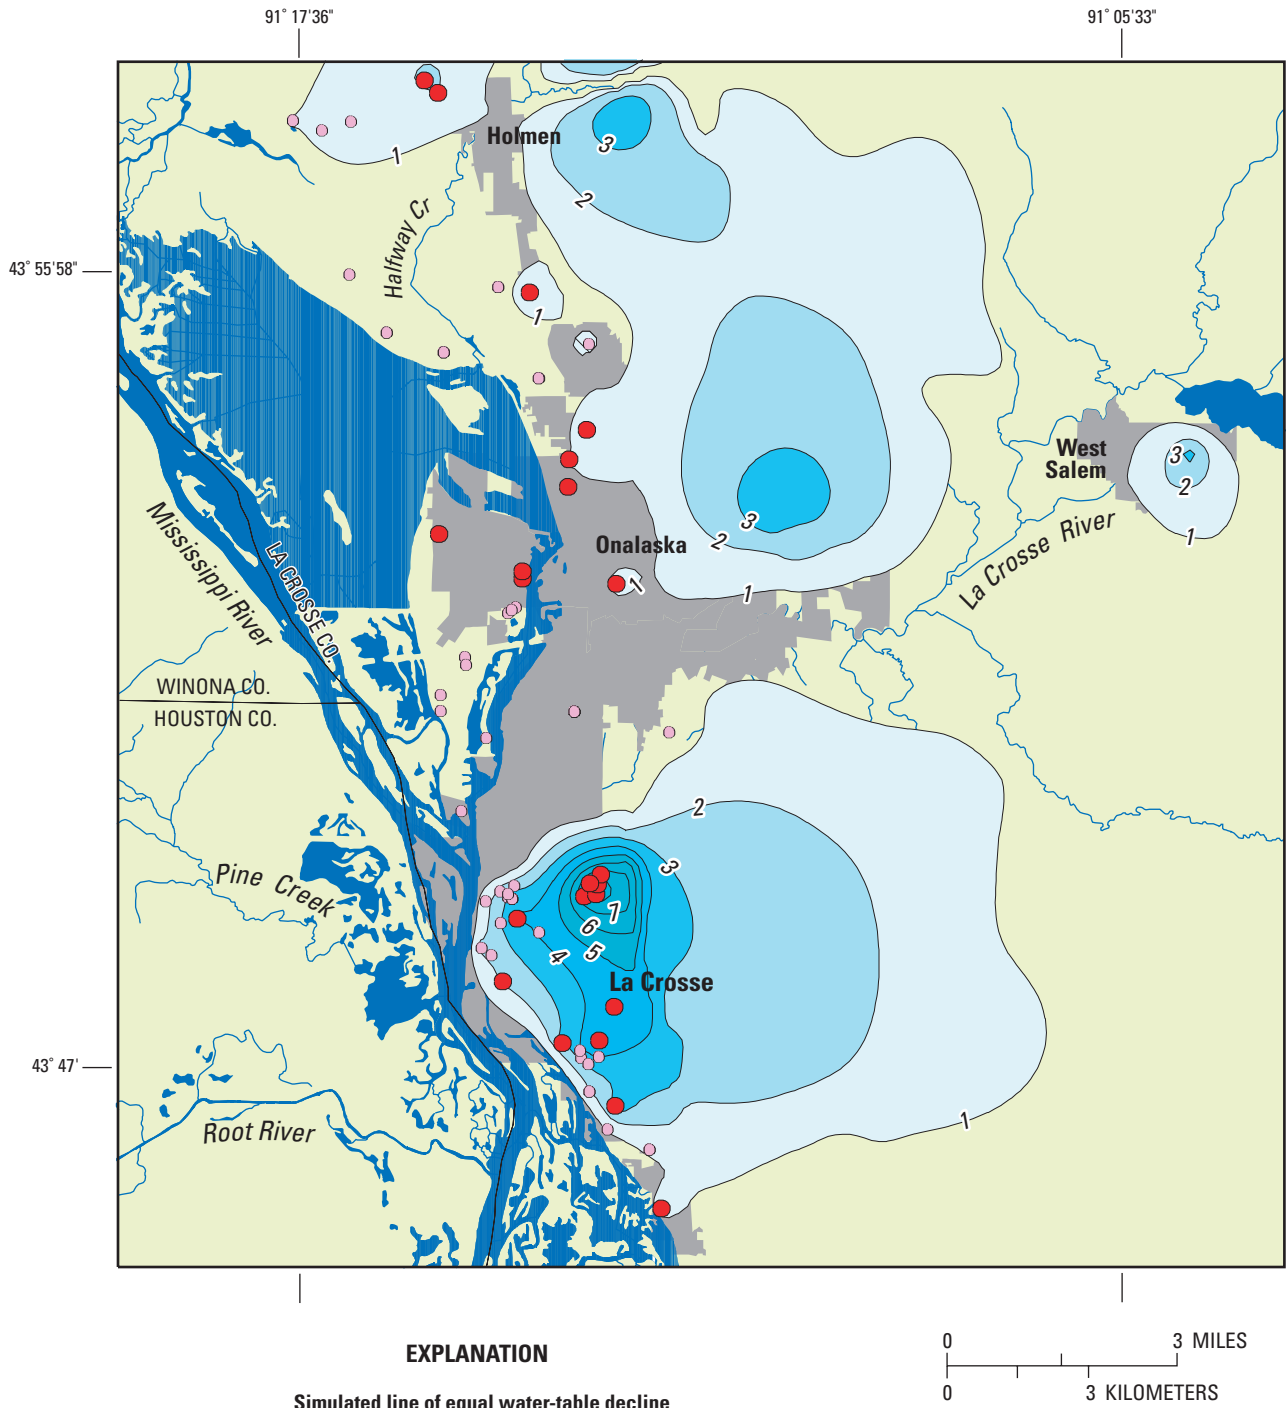 91° 17'36"
91° 05'33"
Holmen
1
3
2
Halfway Cr
43° 55'58"
1
West
Salem
3
2
1
3
2
1
Onalaska
1
La Crosse River
Mississippi River
LA CROSSE CO.
WINONA CO.
HOUSTON CO.
2
3
Pine Creek
7
6
5
4
La Crosse
43° 47'
Root River
1
EXPLANATION
0 3 MILES
0 3 KILOMETERS
Simulated line of equal water-table decline